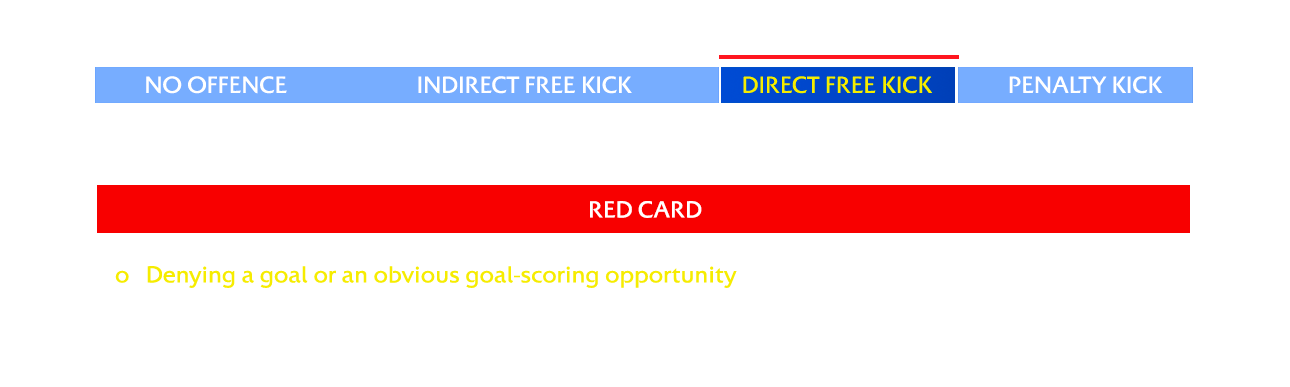 NO OFFENCE INDIRECT FREE KICK DIRECT FREE KICK PENALTY KICK
RED CARD
o Denying a goal or an obvious goal-scoring opportunity